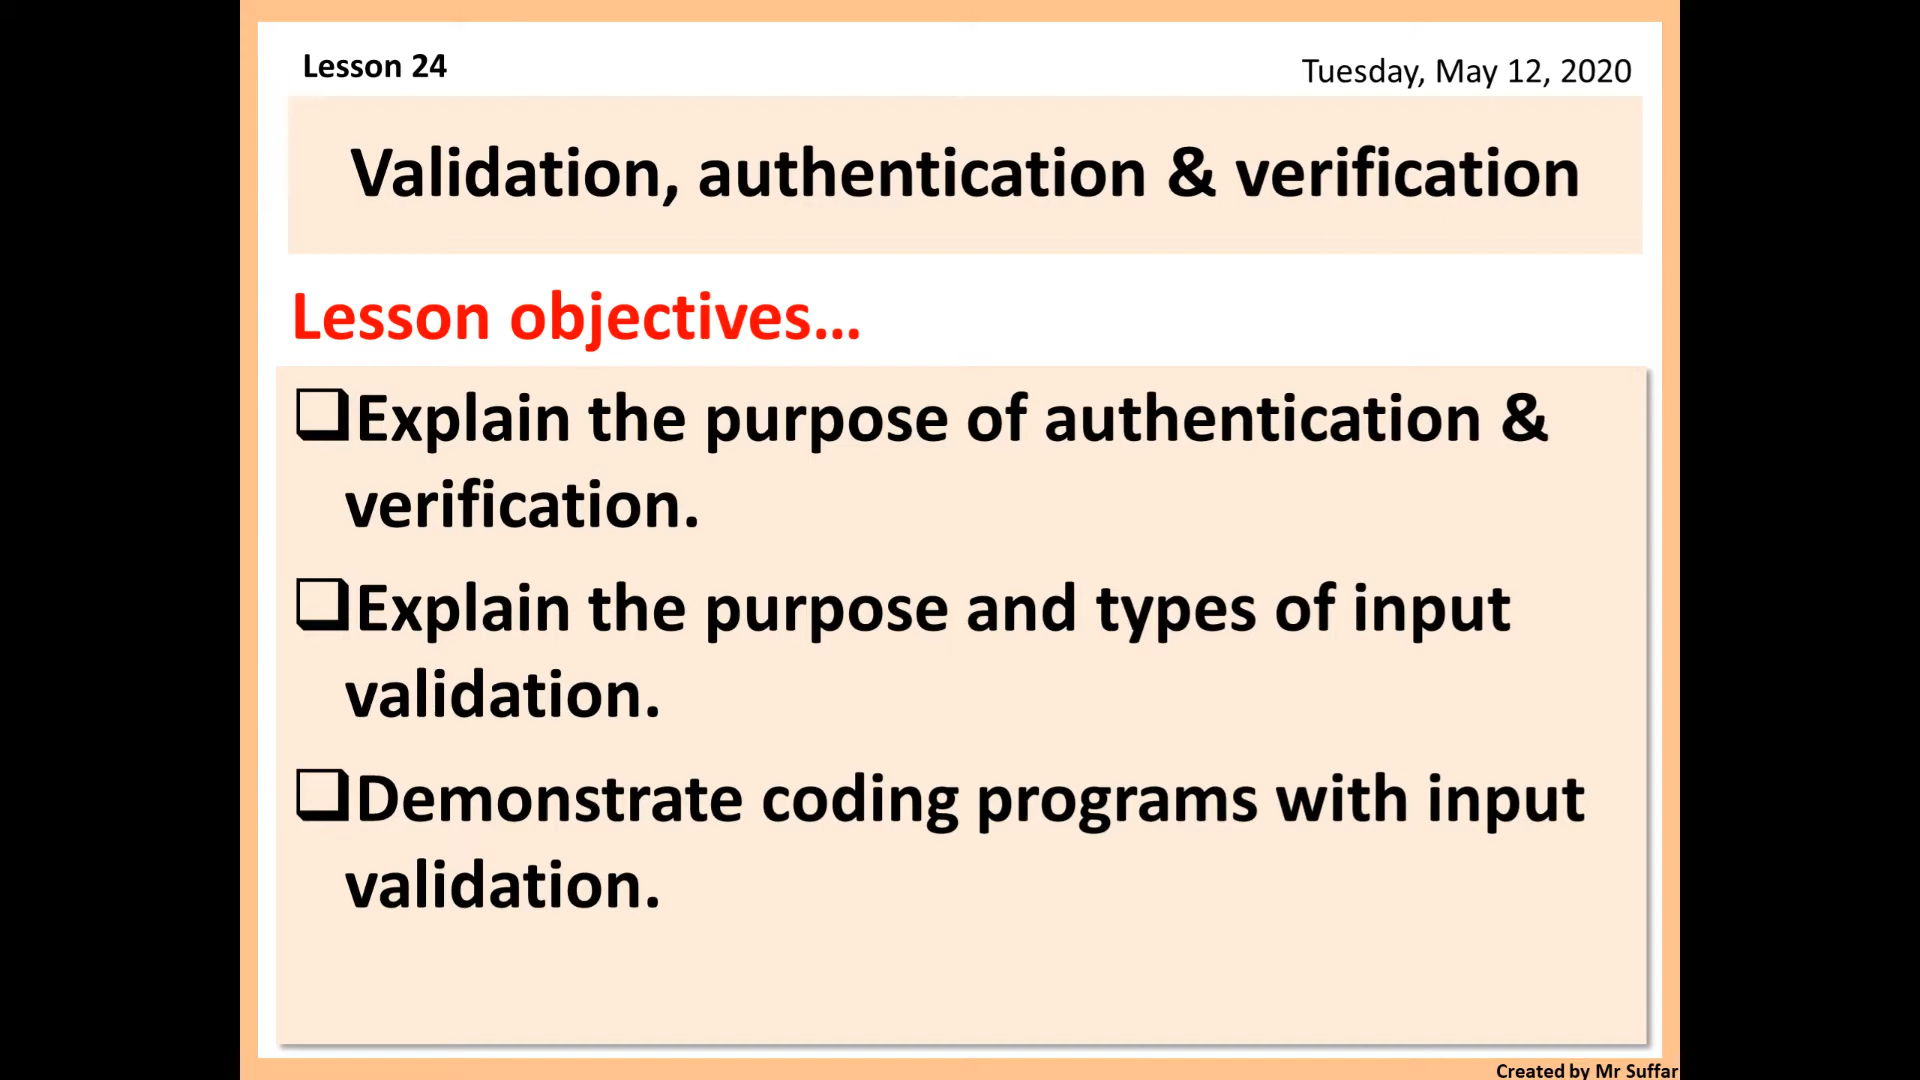 Lesson 24
Tuesday, May 12, 2020
Validation, authentication & verification
Lesson objectives...
❑Explain the purpose of authentication &
verification.
❑Explain the purpose and types of input
validation.
❑Demonstrate coding programs with input
validation.
Created by Mr Suffar